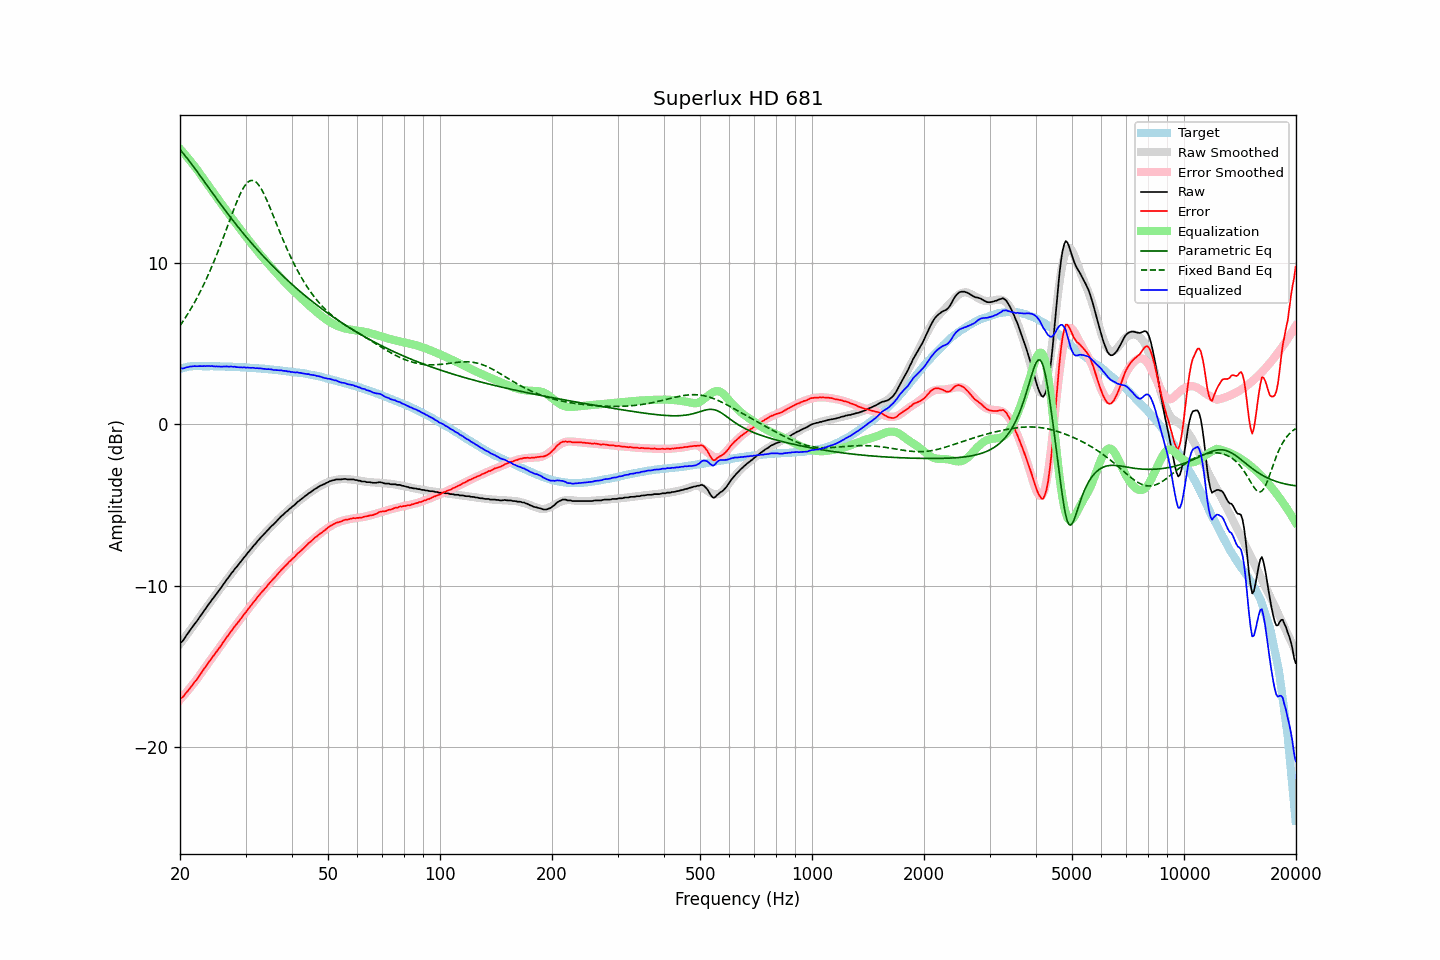 Superlux HD 681
Target
Raw Smoothed
Error Smoothed
Raw
Error
Equalization
Parametric Eq
Fixed Band Eq
Equalized
10
0
−10
−20
Amplitude (dBr)
20 50 100 200 500 1000 2000 5000 10000 20000
Frequency (Hz)